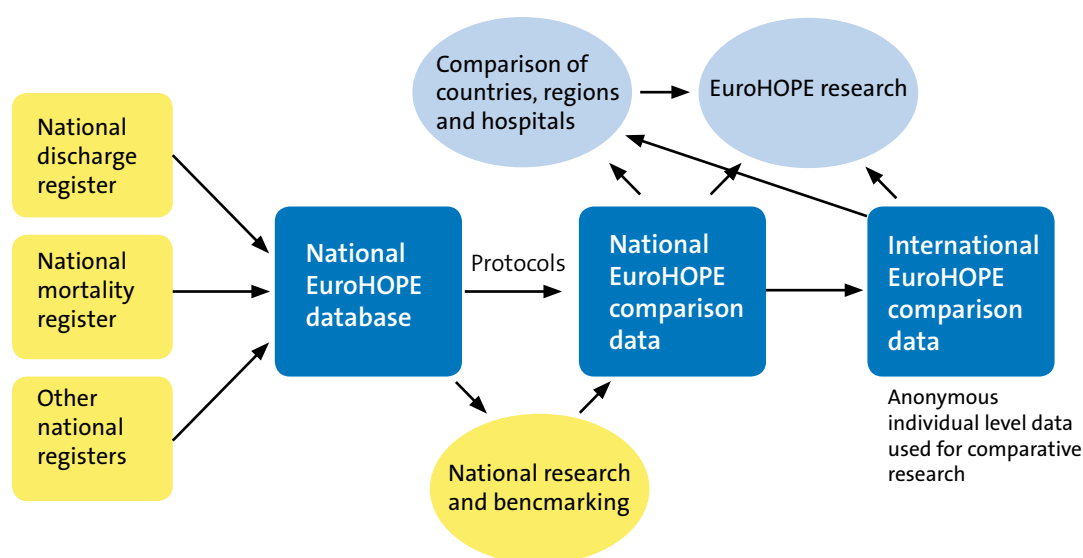 Comparison of
countries, regions
and hospitals
EuroHOPE research
National
discharge
register
National
mortality
register
Other
national
registers
National
EuroHOPE
database
Protocols
National
EuroHOPE
comparison
data
International
EuroHOPE
comparison
data
Anonymous
individual level data
used for comparative
research
National research
and bencmarking